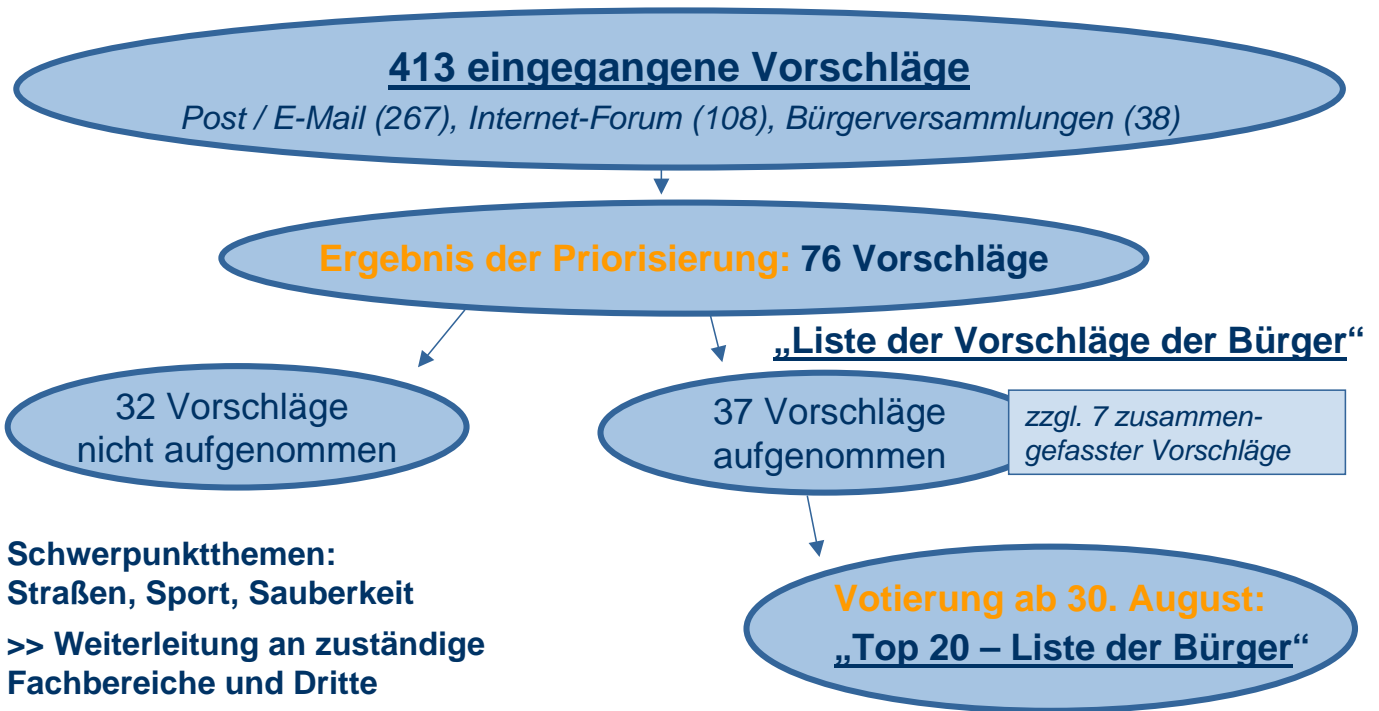 413 eingegangene Vorschläge
Post / E-Mail (267), Internet-Forum (108), Bürgerversammlungen (38)
Ergebnis der Priorisierung: 76 Vorschläge
„Liste der Vorschläge der Bürger“
32 Vorschläge
nicht aufgenommen
37 Vorschläge
aufgenommen
zzgl. 7 zusammen-
gefasster Vorschläge
Schwerpunktthemen:
Straßen, Sport, Sauberkeit
>> Weiterleitung an zuständige
Fachbereiche und Dritte
Votierung ab 30. August:
„Top 20 – Liste der Bürger“